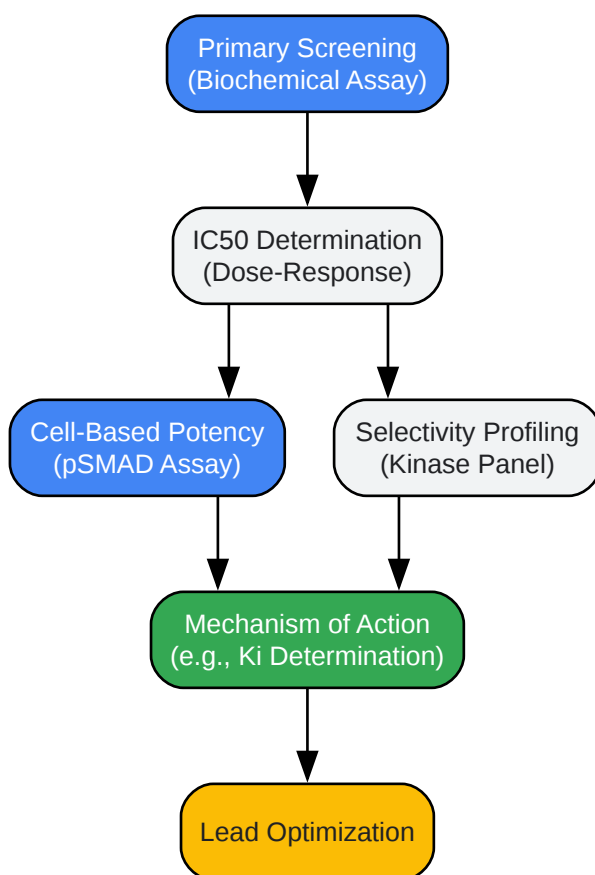 Primary Screening
(Biochemical Assay)
IC50 Determination
(Dose-Response)
Cell-Based Potency
(pSMAD Assay)
Selectivity Profiling
(Kinase Panel)
Mechanism of Action
(e.g., Ki Determination)
Lead Optimization